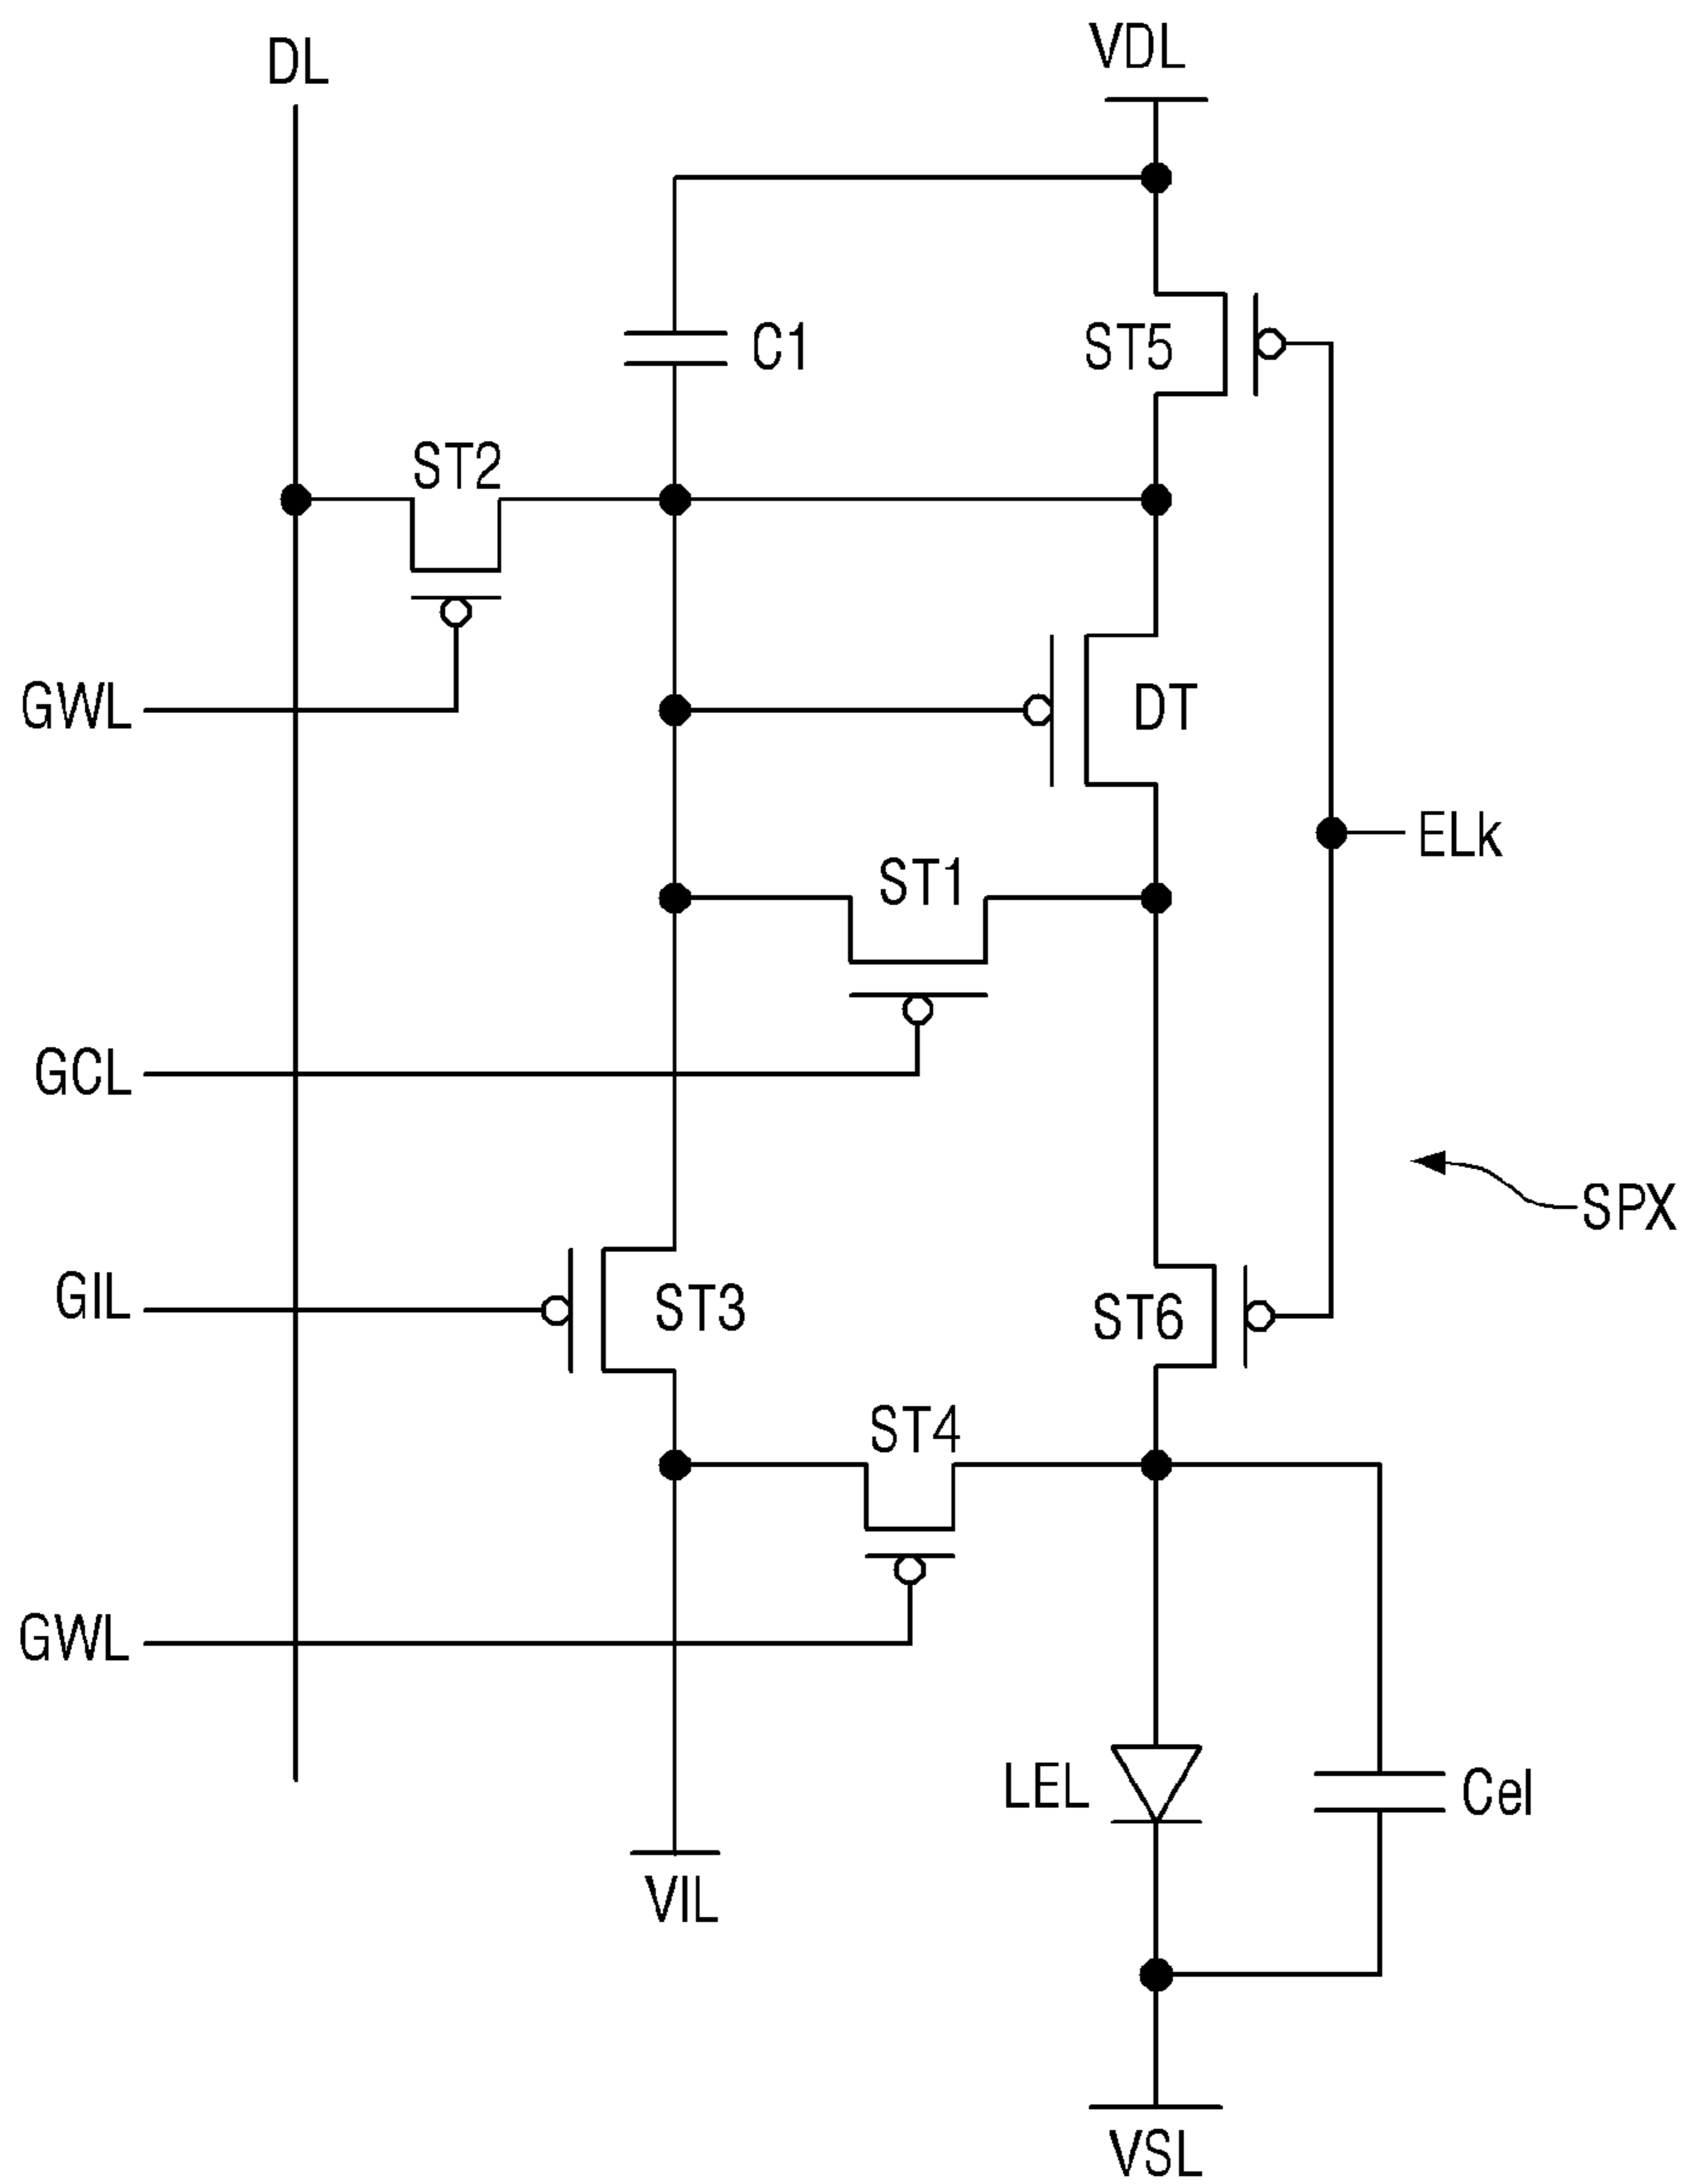 DL
VDL
C1
ST5
ST2
GWL
DT
ELk
ST1
GCL
SPX
GIL
ST3
ST6
ST4
GWL
LEL
Cel
VIL
VSL